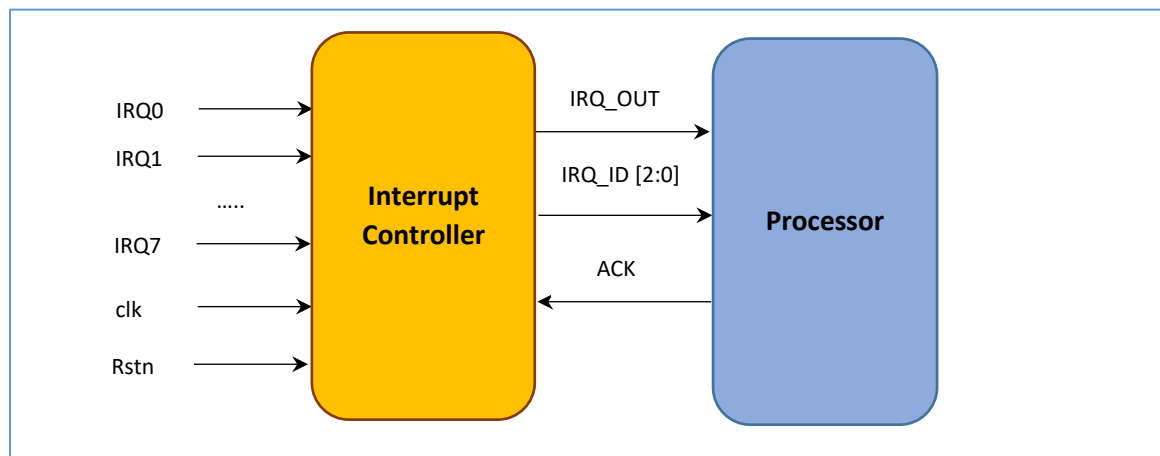 IRQ0
IRQ1
.....
IRQ7
clk
Rstn
Interrupt
Controller
IRQ_OUT
IRQ_ID [2:0]
ACK
Processor